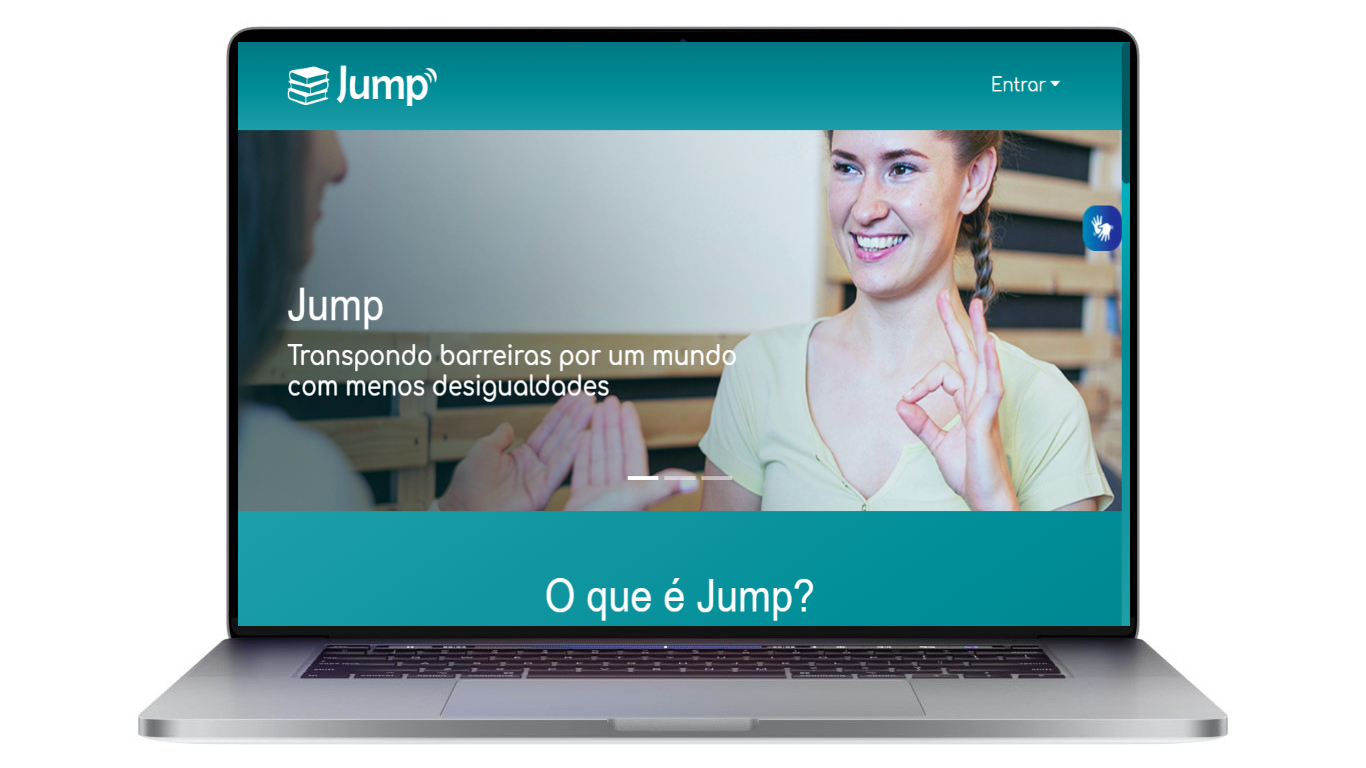 Jump
Entrar
Jump
Transpondo barreiras por um mundo
com menos desigualdades
O que é Jump?